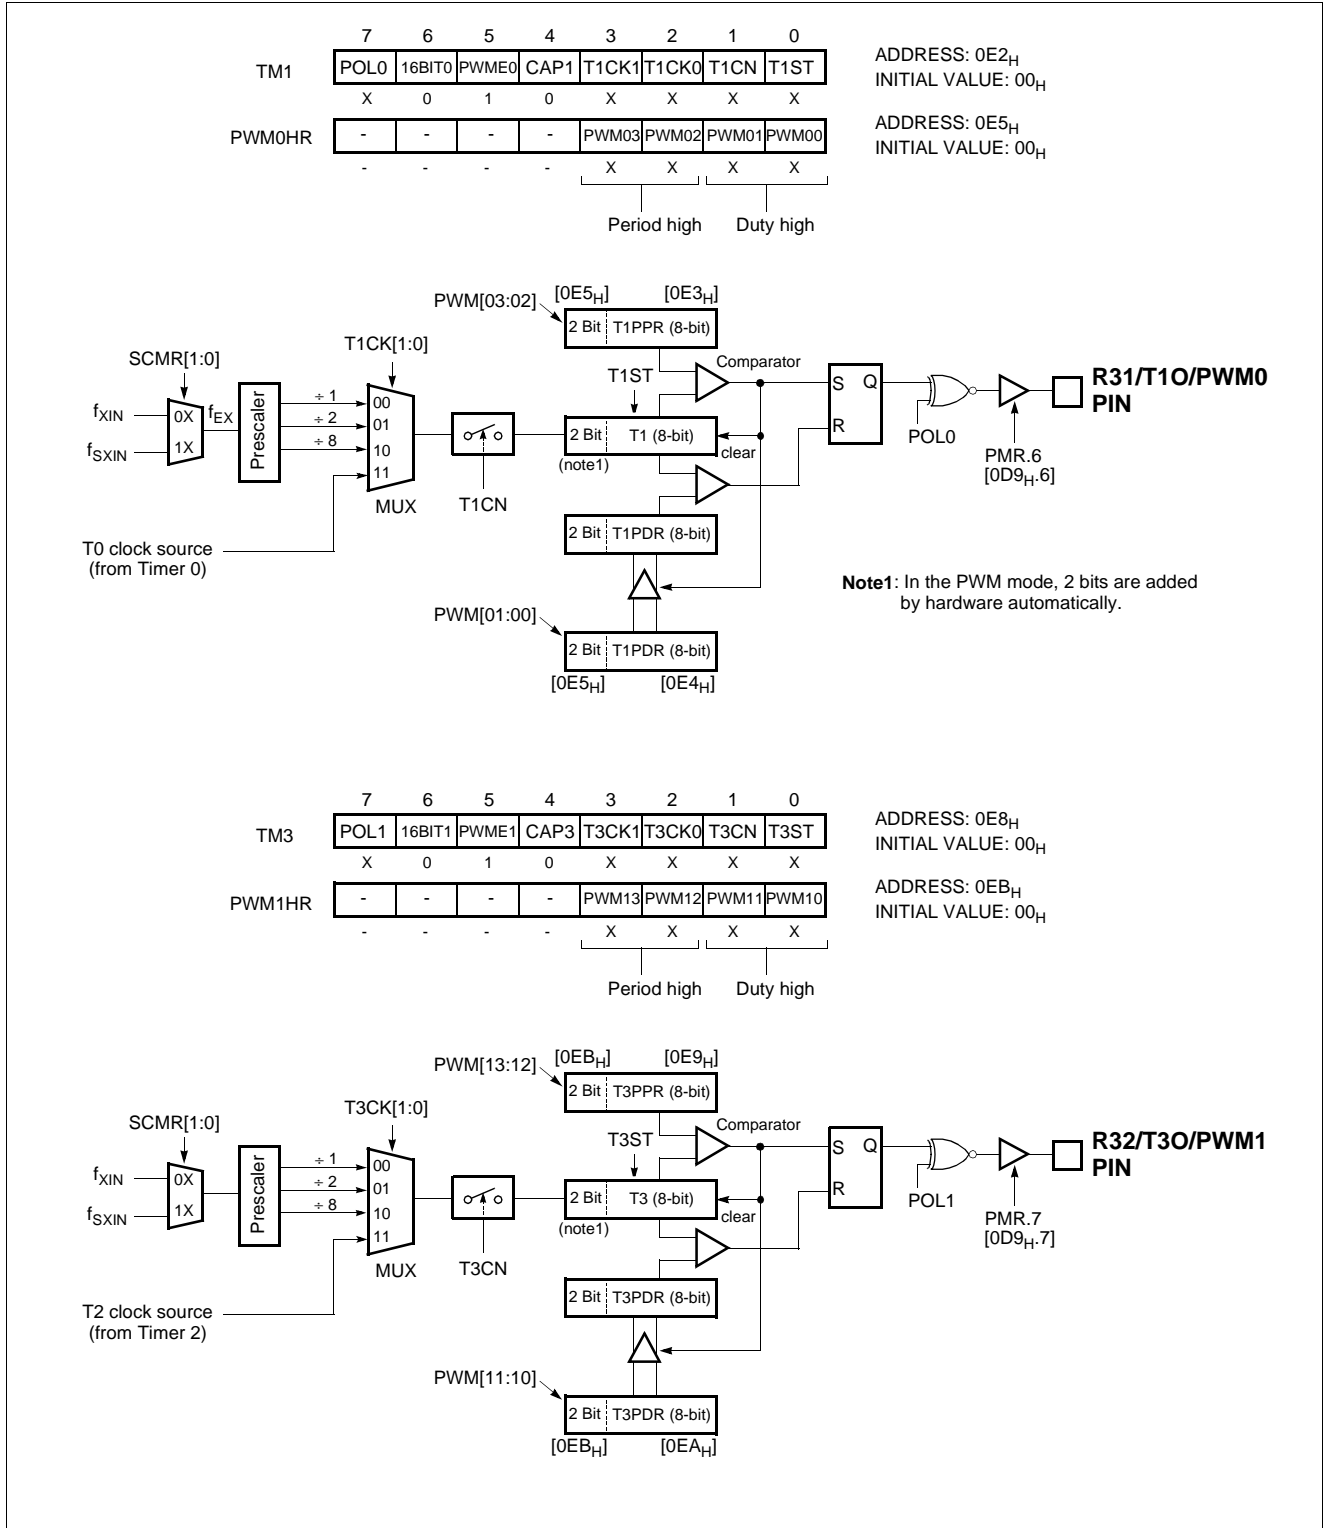 7 6 5 4 3 2 1 0
TM1 POL0 16BIT0 PWME0 CAP1 T1CK1 T1CK0 T1CN T1ST
X 0 1 0 X X X X
ADDRESS: 0E2H
INITIAL VALUE: 00H
PWM0HR - - - - PWM03 PWM02 PWM01 PWM00
- - - - X X X X
ADDRESS: 0E5H
INITIAL VALUE: 00H
Period high Duty high
PWM[03:02] [0E5H] [0E3H]
2 Bit T1PPR (8-bit)
SCMR[1:0] T1CK[1:0]
T1ST Comparator
fXIN 0X fEX Prescaler ÷ 1 00
÷ 2 01
fSXIN 1X ÷ 8 10
11
MUX T1CN
2 Bit T1 (8-bit)
(note1) clear
S Q
R
POL0
PMR.6
[0D9H.6]
R31/T1O/PWM0
PIN
2 Bit T1PDR (8-bit)
T0 clock source
(from Timer 0)
Note1: In the PWM mode, 2 bits are added
by hardware automatically.
PWM[01:00]
2 Bit T1PDR (8-bit)
[0E5H] [0E4H]
7 6 5 4 3 2 1 0
TM3 POL1 16BIT1 PWME1 CAP3 T3CK1 T3CK0 T3CN T3ST
X 0 1 0 X X X X
ADDRESS: 0E8H
INITIAL VALUE: 00H
PWM1HR - - - - PWM13 PWM12 PWM11 PWM10
- - - - X X X X
ADDRESS: 0EBH
INITIAL VALUE: 00H
Period high Duty high
PWM[13:12] [0EBH] [0E9H]
2 Bit T3PPR (8-bit)
SCMR[1:0] T3CK[1:0]
T3ST Comparator
fXIN 0X Prescaler ÷ 1 00
÷ 2 01
fSXIN 1X ÷ 8 10
11
MUX T3CN
2 Bit T3 (8-bit)
(note1) clear
S Q
R
POL1
PMR.7
[0D9H.7]
R32/T3O/PWM1
PIN
2 Bit T3PDR (8-bit)
T2 clock source
(from Timer 2)
PWM[11:10]
2 Bit T3PDR (8-bit)
[0EBH] [0EAH]